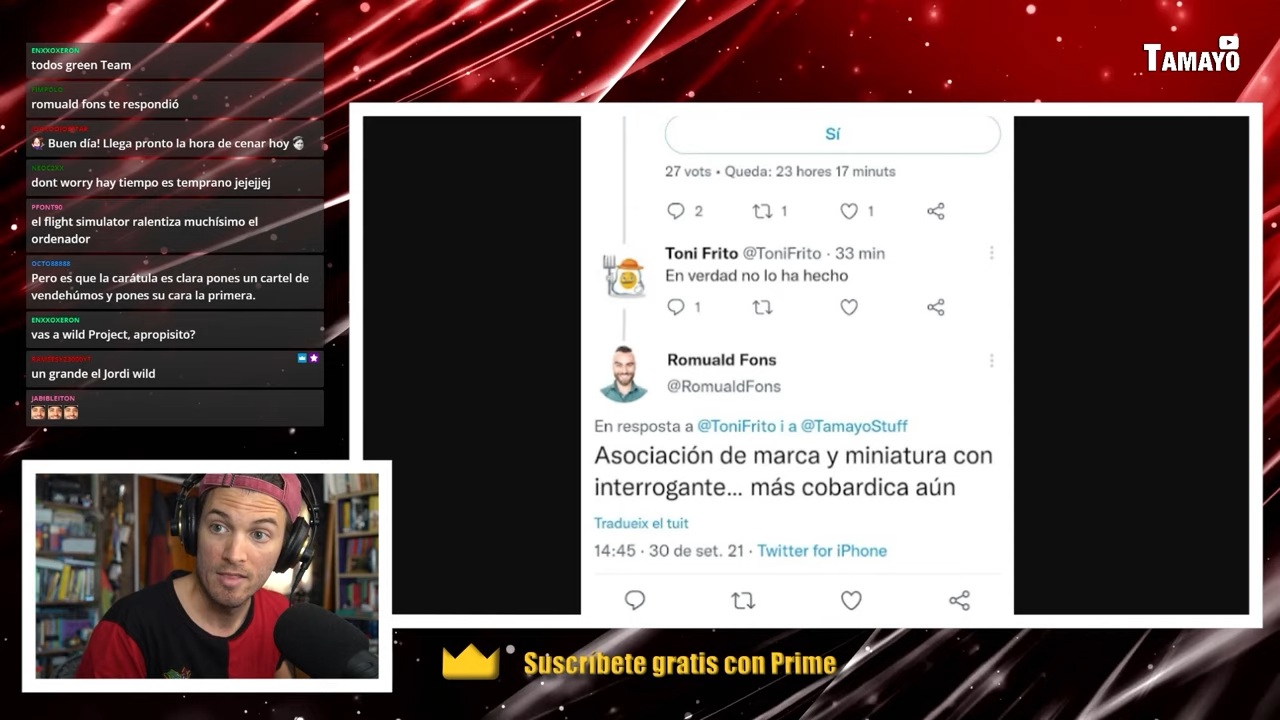 TAMAYO
ENXXOXERON
todos green Team
romuald fons te respondió
Buen día! Llega pronto la hora de cenar hoy
dont worry hay tiempo es temprano jejejjej
PFONT90
el flight simulator ralentiza muchísimo el
ordenador
OCTO88888
Pero es que la carátula es clara pones un cartel de
vendehúmos y pones su cara la primera.
ENXXOXERON
vas a wild Project, apropisito?
un grande el Jordi wild
JABIBLEITON
Sí
27 vots • Queda: 23 hores 17 minuts
2 1 1
Toni Frito @ToniFrito · 33 min
En verdad no lo ha hecho
1
Romuald Fons
@RomualdFons
En resposta a @ToniFrito i a @TamayoStuff
Asociación de marca y miniatura con
interrogante... más cobardica aún
Tradueix el tuit
14:45 · 30 de set. 21 · Twitter for iPhone
Suscríbete gratis con Prime